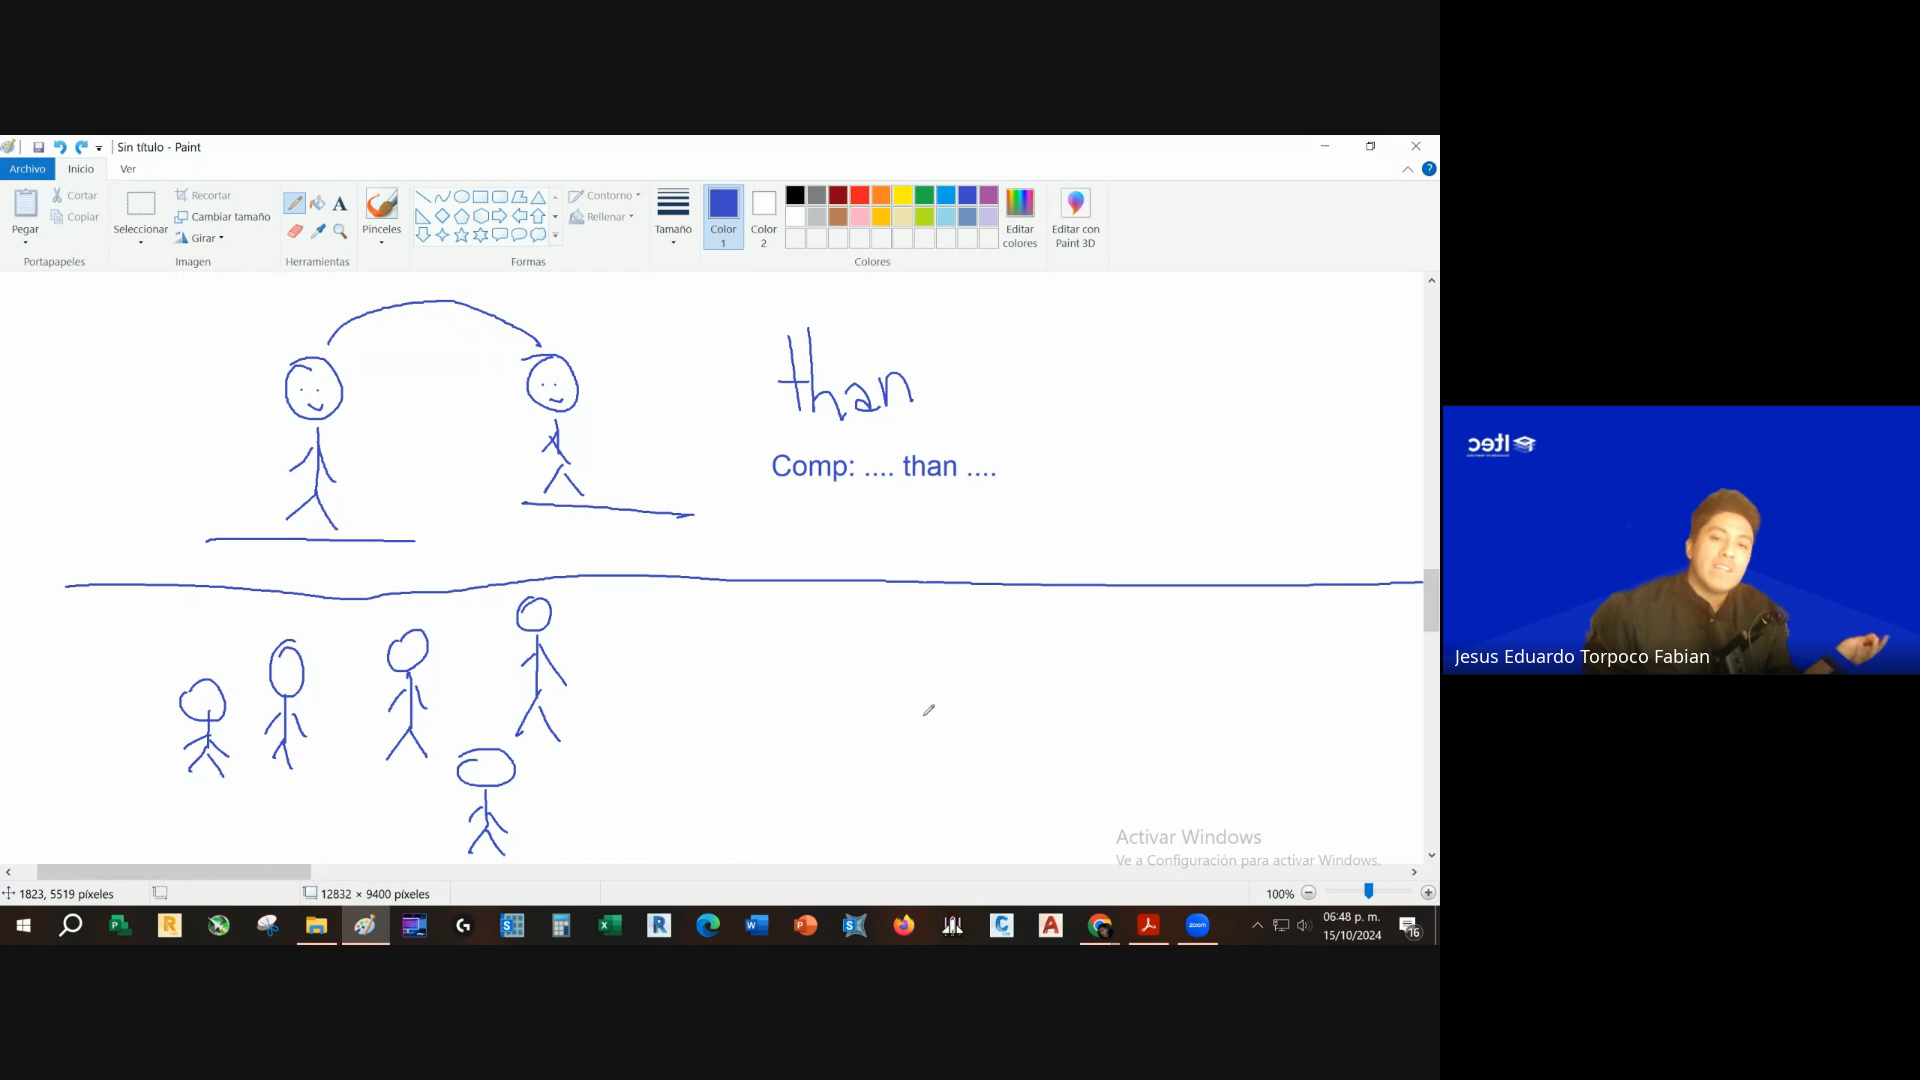 Sin título - Paint
Archivo Inicio Ver
Pegar
Cortar
Copiar
Portapapeles
Seleccionar
Recortar
Cambiar tamaño
Girar
Imagen
A
Herramientas
Pinceles
Formas
Contorno
Rellenar
Tamaño
Color 1
Color 2
Colores
Editar colores
Editar con Paint 3D
than
Comp: .... than ....
Itec
Jesus Eduardo Torpoco Fabian
Activar Windows
Ve a Configuración para activar Windows.
1823, 5519 píxeles
12832 × 9400 píxeles
100%
06:48 p. m.
15/10/2024
16
zoom